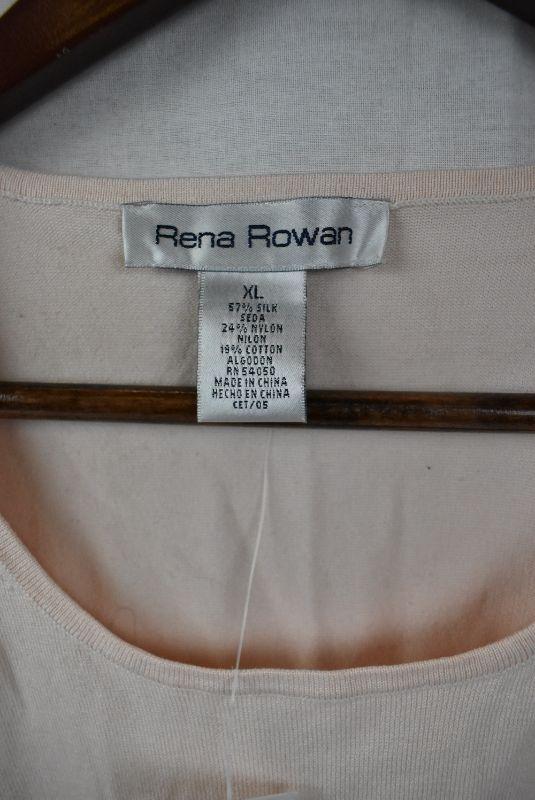 Rena Rowan
XL
57% SILK
SEDA
24% NYLON
NILON
19% COTTON
ALGODON
RN 54050
MADE IN CHINA
HECHO EN CHINA
CET/05